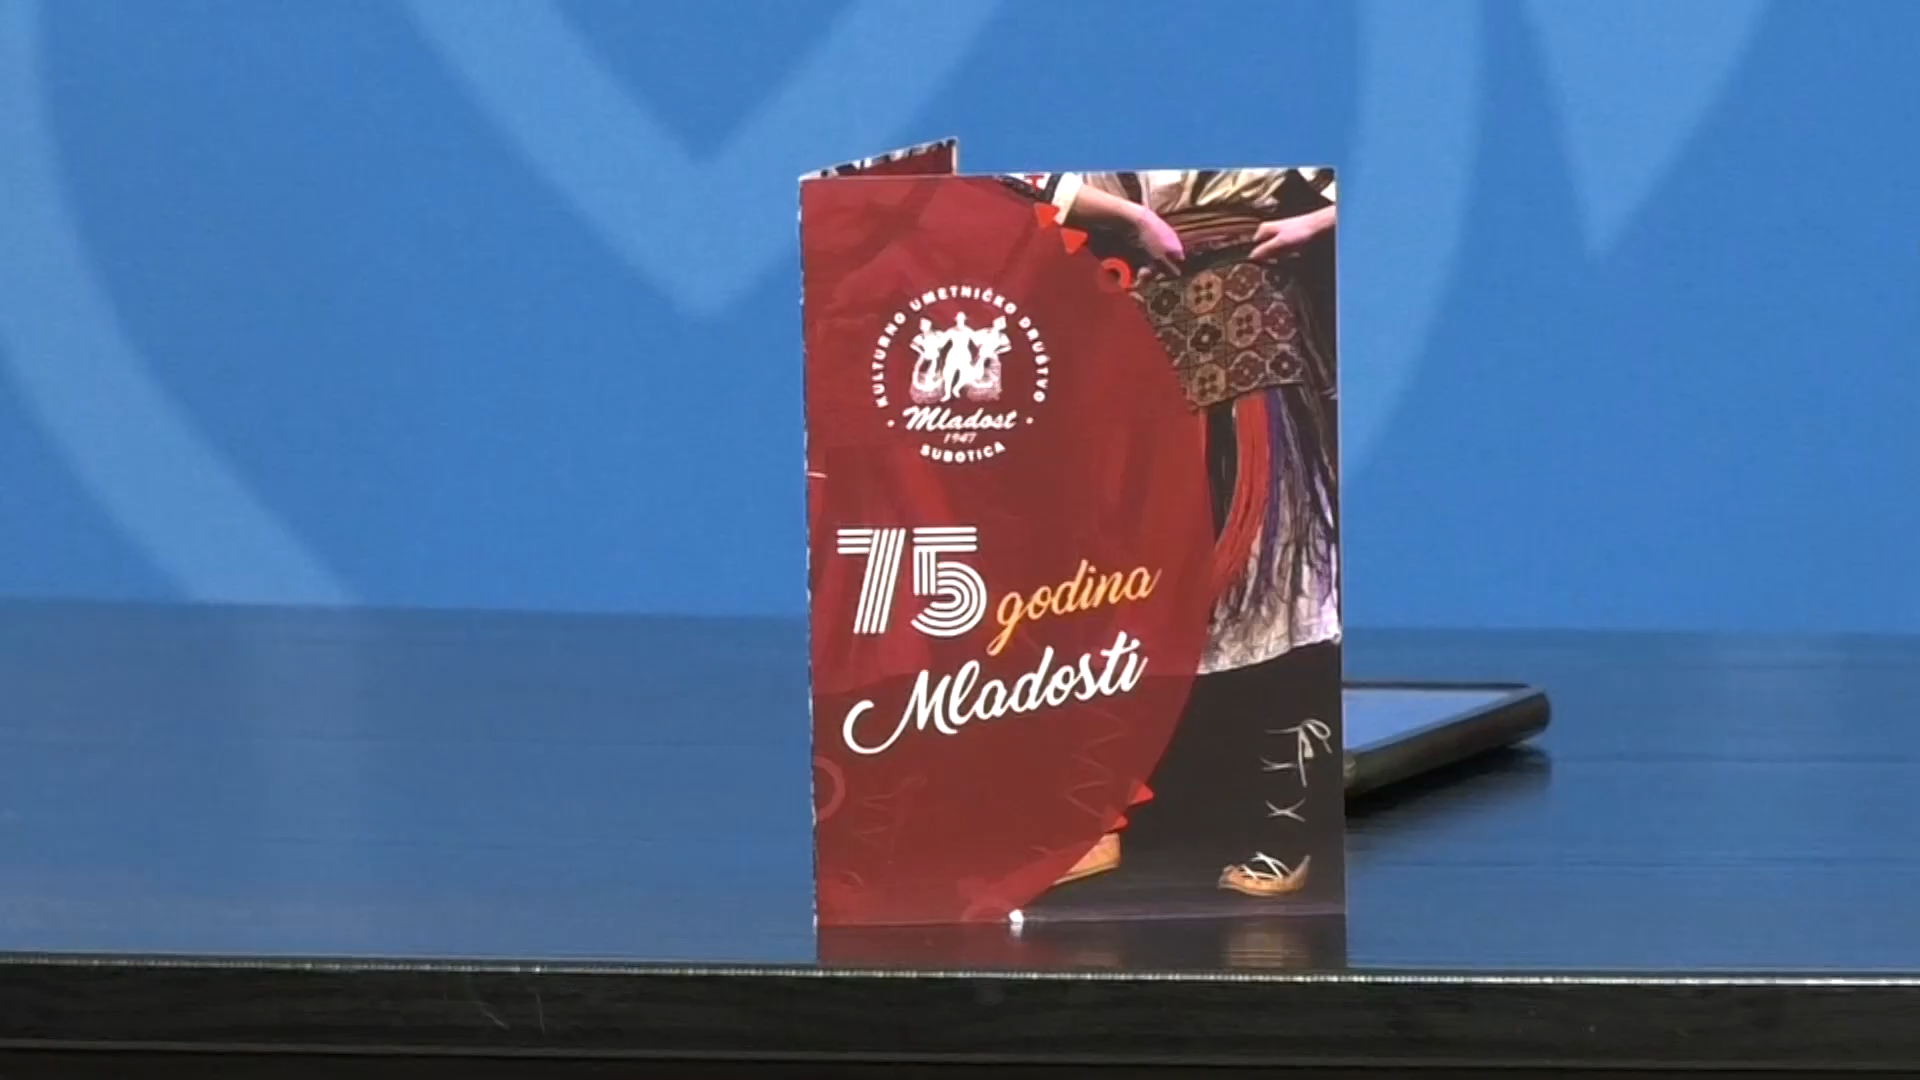 KULTURNO UMETNIČKO DRUŠTVO
Mladost
1947
SUBOTICA
75 godina
Mladosti